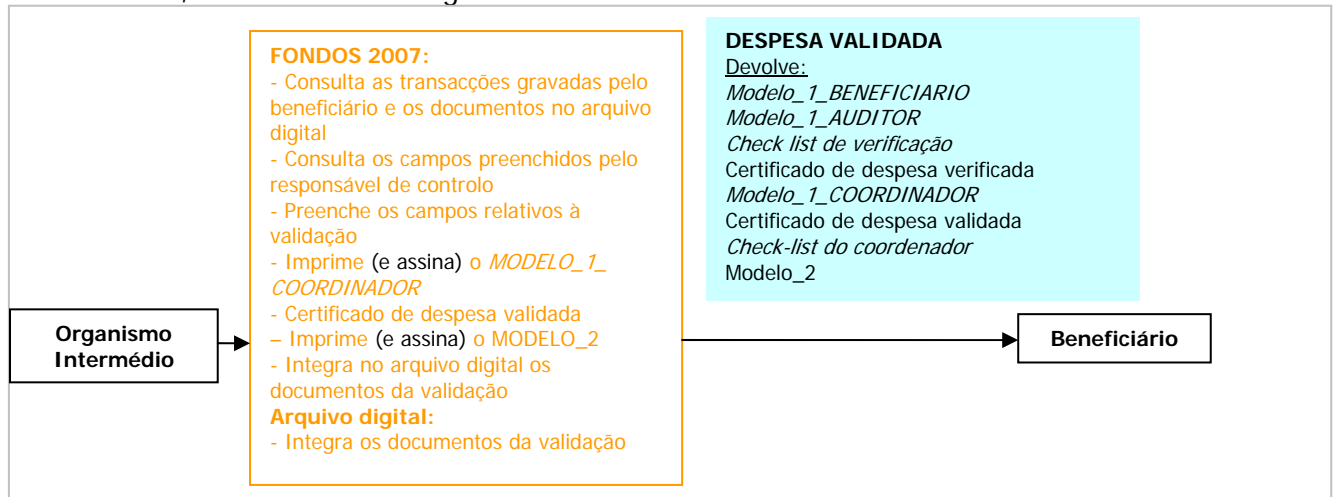 Organismo
Intermédio
FONDOS 2007:
- Consulta as transacções gravadas pelo
beneficiário e os documentos no arquivo
digital
- Consulta os campos preenchidos pelo
responsável de controlo
- Preenche os campos relativos à
validação
- Imprime (e assina) o MODELO_1_
COORDINADOR
- Certificado de despesa validada
– Imprime (e assina) o MODELO_2
- Integra no arquivo digital os
documentos da validação
Arquivo digital:
- Integra os documentos da validação
DESPESA VALIDADA
Devolve:
Modelo_1_BENEFICIARIO
Modelo_1_AUDITOR
Check list de verificação
Certificado de despesa verificada
Modelo_1_COORDINADOR
Certificado de despesa validada
Check-list do coordenador
Modelo_2
Beneficiário